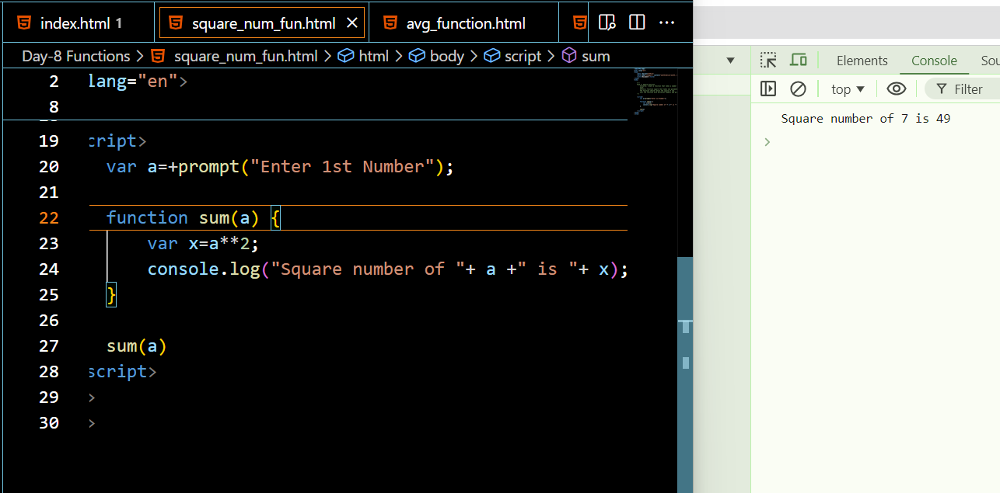 index.html 1 square_num_fun.html avg_function.html
Day-8 Functions > square_num_fun.html > html > body > script > sum
2 lang="en">
8
19 cript>
20 var a=+prompt("Enter 1st Number");
21
22 function sum(a) {
23 var x=a**2;
24 console.log("Square number of "+ a +" is "+ x);
25 }
26
27 sum(a)
28 script>
29 >
30 >
Elements Console Sou
top Filter
Square number of 7 is 49
>